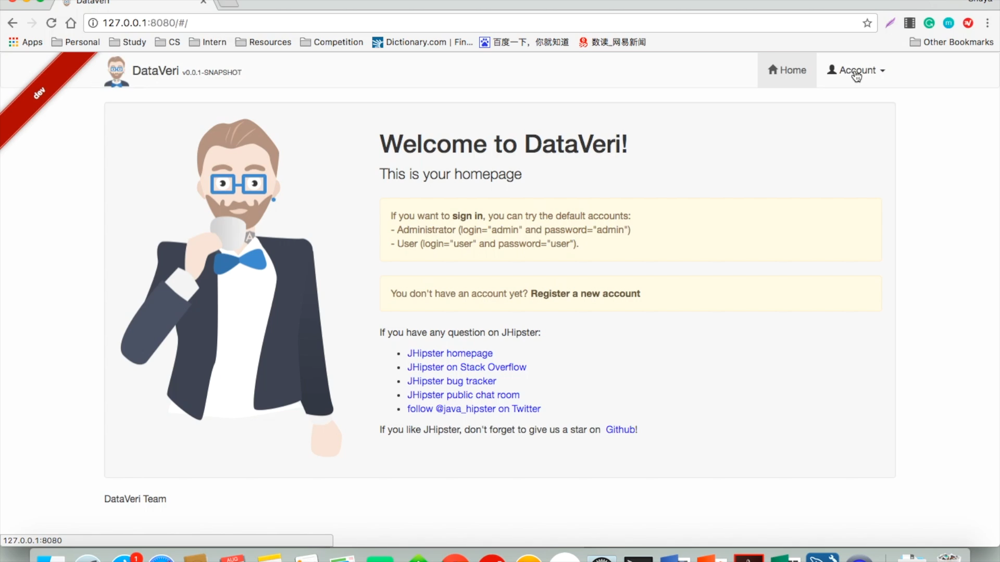 DataVeri
127.0.0.1:8080/#/
Apps Personal Study CS Intern Resources Competition Dictionary.com | Fin... 百度一下，你就知道 数读_网易新闻 Other Bookmarks
dev
DataVeri v0.0.1-SNAPSHOT
Home Account
Welcome to DataVeri!
This is your homepage
If you want to sign in, you can try the default accounts:
- Administrator (login="admin" and password="admin")
- User (login="user" and password="user").
You don't have an account yet? Register a new account
If you have any question on JHipster:
JHipster homepage
JHipster on Stack Overflow
JHipster bug tracker
JHipster public chat room
follow @java_hipster on Twitter
If you like JHipster, don't forget to give us a star on Github!
DataVeri Team
127.0.0.1:8080
1
AUG